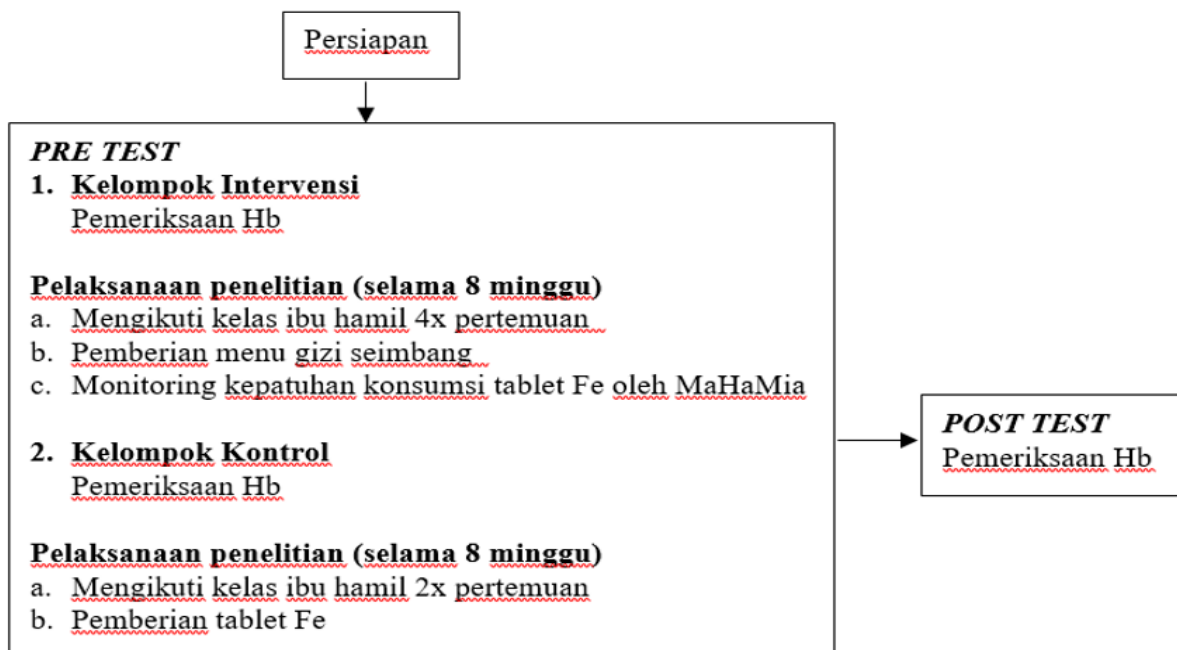 Persiapan
PRE TEST
1. Kelompok Intervensi
Pemeriksaan Hb
Pelaksanaan penelitian (selama 8 minggu)
a. Mengikuti kelas ibu hamil 4x pertemuan
b. Pemberian menu gizi seimbang
c. Monitoring kepatuhan konsumsi tablet Fe oleh MaHaMia
2. Kelompok Kontrol
Pemeriksaan Hb
Pelaksanaan penelitian (selama 8 minggu)
a. Mengikuti kelas ibu hamil 2x pertemuan
b. Pemberian tablet Fe
POST TEST
Pemeriksaan Hb